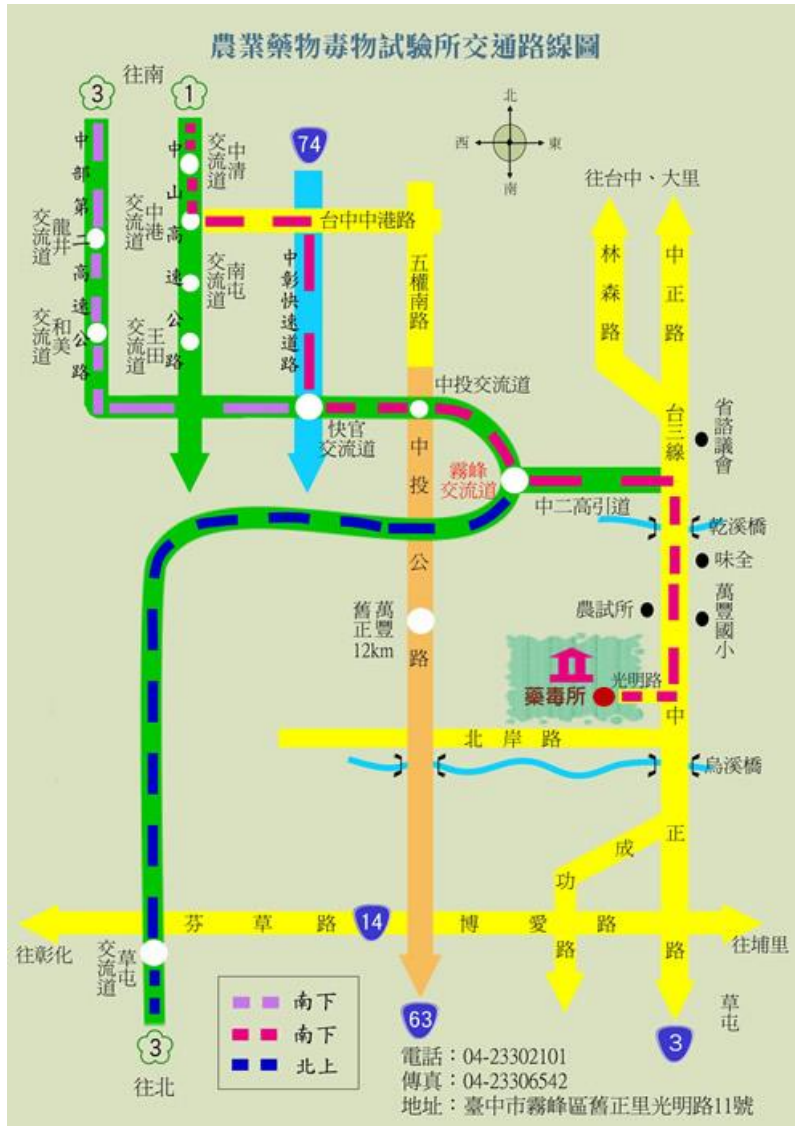 農業藥物毒物試驗所交通路線圖
往南
3
1
74
北
西
東
南
往台中、大里
中部第二高速公路
中山高速公路
中清
交流道
中港
交流道
龍井
交流道
南屯
交流道
和美
交流道
王田
交流道
台中中港路
中彰快速道路
五權南路
林森路
中正路
台三線
省諮議會
中投交流道
快官
交流道
霧峰
交流道
中二高引道
乾溪橋
味全
中投公路
萬豐
舊正
12km
農試所
萬豐國小
藥毒所
光明路
北岸路
烏溪橋
中正路
成功路
芬草路
14
博愛路
往彰化
往埔里
草屯
交流道
草屯
3
往北
63
3
南下
南下
北上
電話：04-23302101
傳真：04-23306542
地址：臺中市霧峰區舊正里光明路11號